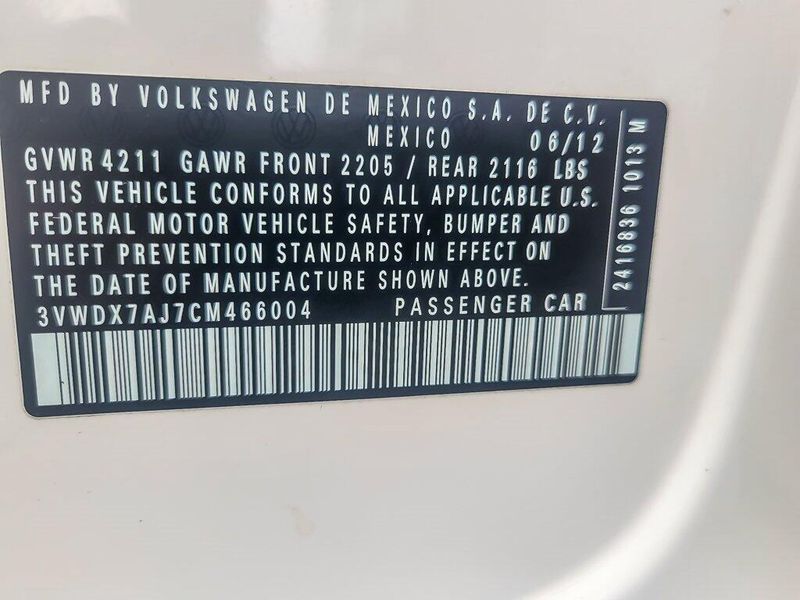 MFD BY VOLKSWAGEN DE MEXICO S.A. DE C.V.
MEXICO 06/12
GVWR 4211 GAWR FRONT 2205 / REAR 2116 LBS
THIS VEHICLE CONFORMS TO ALL APPLICABLE U.S.
FEDERAL MOTOR VEHICLE SAFETY, BUMPER AND
THEFT PREVENTION STANDARDS IN EFFECT ON
THE DATE OF MANUFACTURE SHOWN ABOVE.
3VWDX7AJ7CM466004 PASSENGER CAR
2416836 1013 M